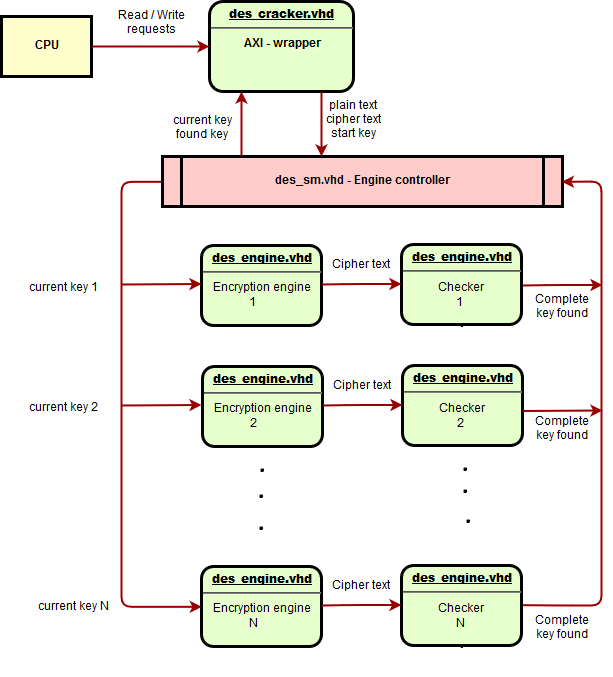 CPU
Read / Write
requests
des_cracker.vhd
AXI - wrapper
current key
found key
plain text
cipher text
start key
des_sm.vhd - Engine controller
current key 1
des_engine.vhd
Encryption engine
1
Cipher text
des_engine.vhd
Checker
1
Complete
key found
current key 2
des_engine.vhd
Encryption engine
2
Cipher text
des_engine.vhd
Checker
2
Complete
key found
current key N
des_engine.vhd
Encryption engine
N
Cipher text
des_engine.vhd
Checker
N
Complete
key found